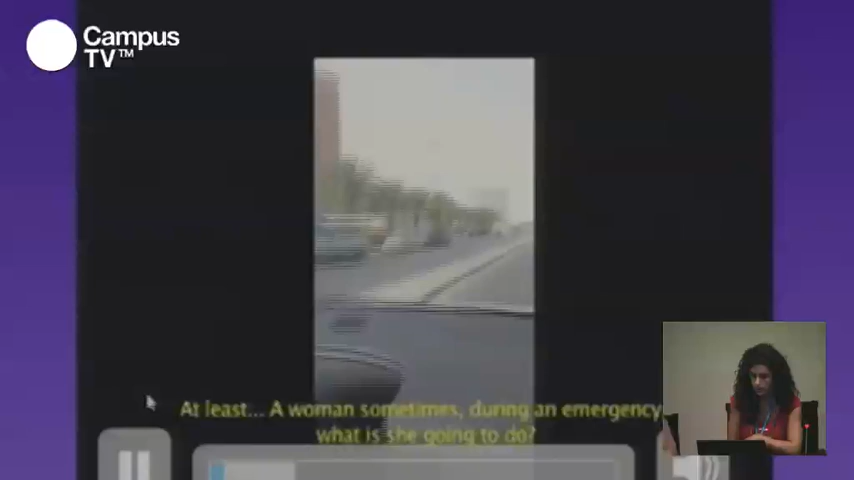 Campus
TV™
At least... A woman sometimes, during an emergency
what is she going to do?